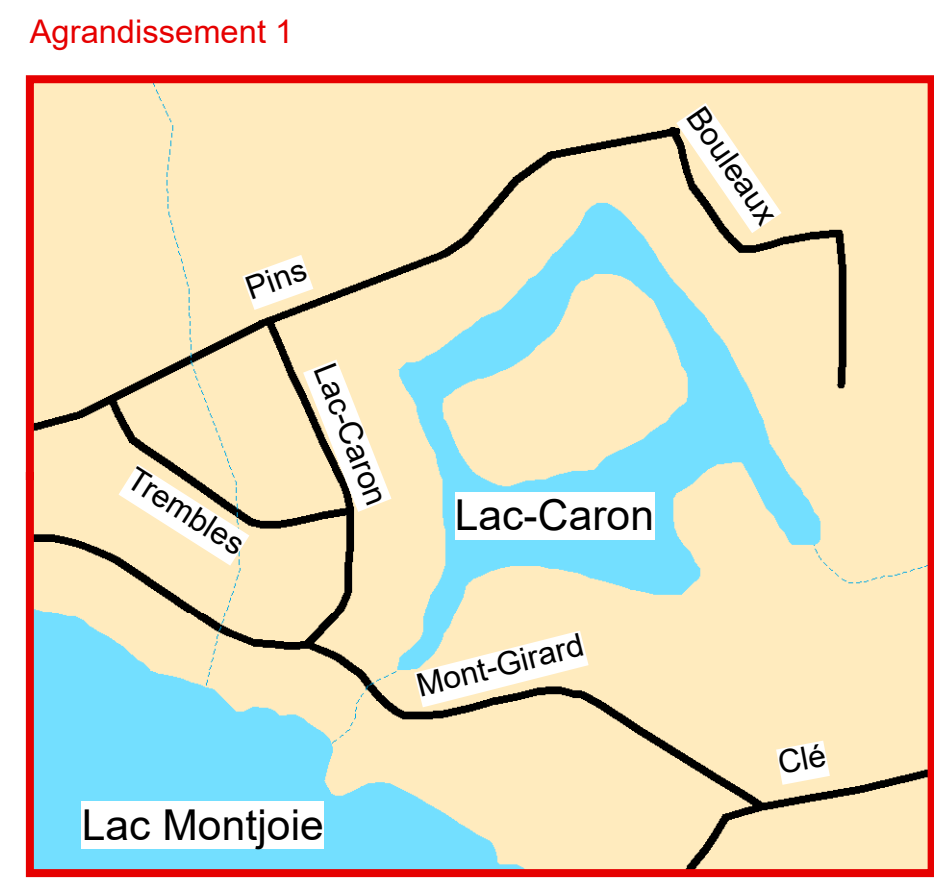 Agrandissement 1
Bouleaux
Pins
Lac-Caron
Trembles
Lac-Caron
Mont-Girard
Clé
Lac Montjoie